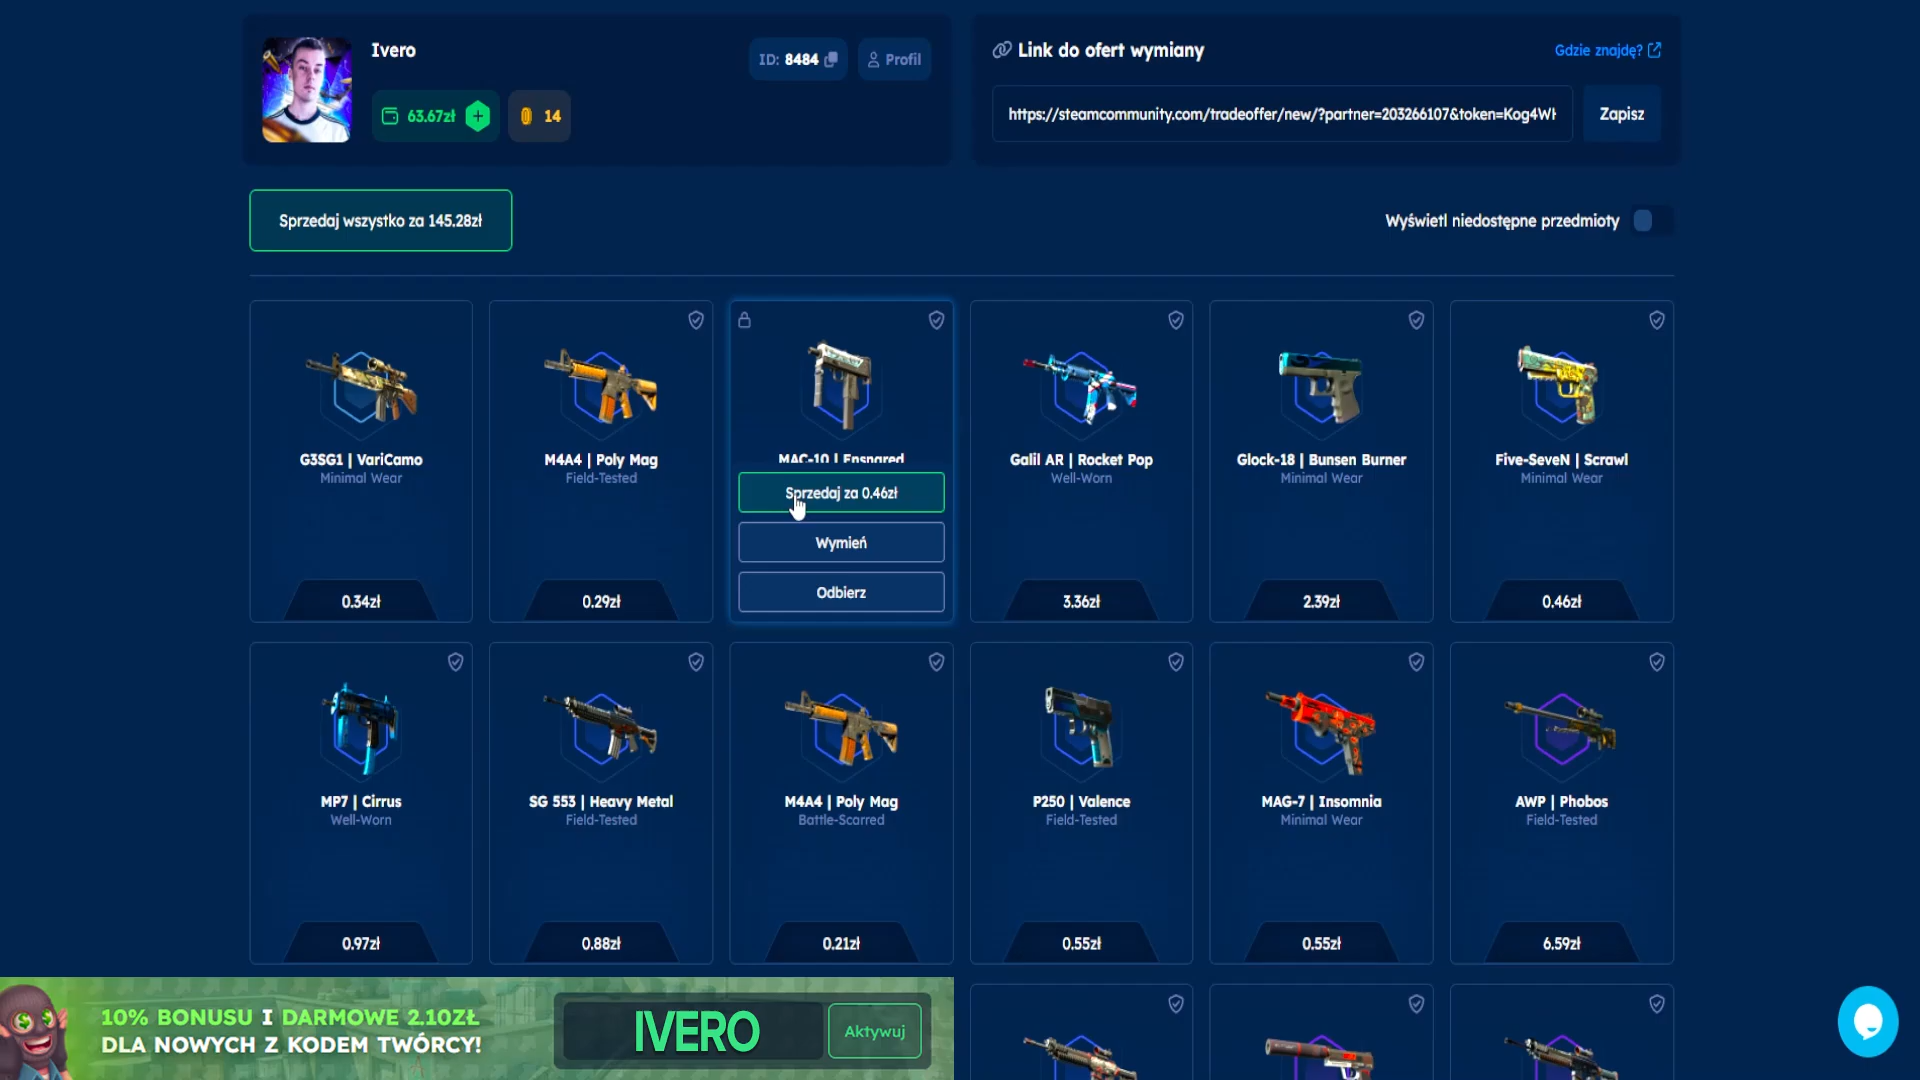 Ivero
ID: 8484
Profil
63.67zł
14
Link do ofert wymiany
Gdzie znajdę?
https://steamcommunity.com/tradeoffer/new/?partner=203266107&token=Kog4W
Zapisz
Sprzedaj wszystko za 145.28zł
Wyświetl niedostępne przedmioty
G3SG1 | VariCamo
Minimal Wear
0.34zł
M4A4 | Poly Mag
Field-Tested
0.29zł
MAC-10 | Ensnared
Sprzedaj za 0.46zł
Wymień
Odbierz
Galil AR | Rocket Pop
Well-Worn
3.36zł
Glock-18 | Bunsen Burner
Minimal Wear
2.39zł
Five-SeveN | Scrawl
Minimal Wear
0.46zł
MP7 | Cirrus
Well-Worn
0.97zł
SG 553 | Heavy Metal
Field-Tested
0.88zł
M4A4 | Poly Mag
Battle-Scarred
0.21zł
P250 | Valence
Field-Tested
0.55zł
MAG-7 | Insomnia
Minimal Wear
0.55zł
AWP | Phobos
Field-Tested
6.59zł
10% BONUSU I DARMOWE 2.10ZŁ
DLA NOWYCH Z KODEM TWÓRCY!
IVERO
Aktywuj